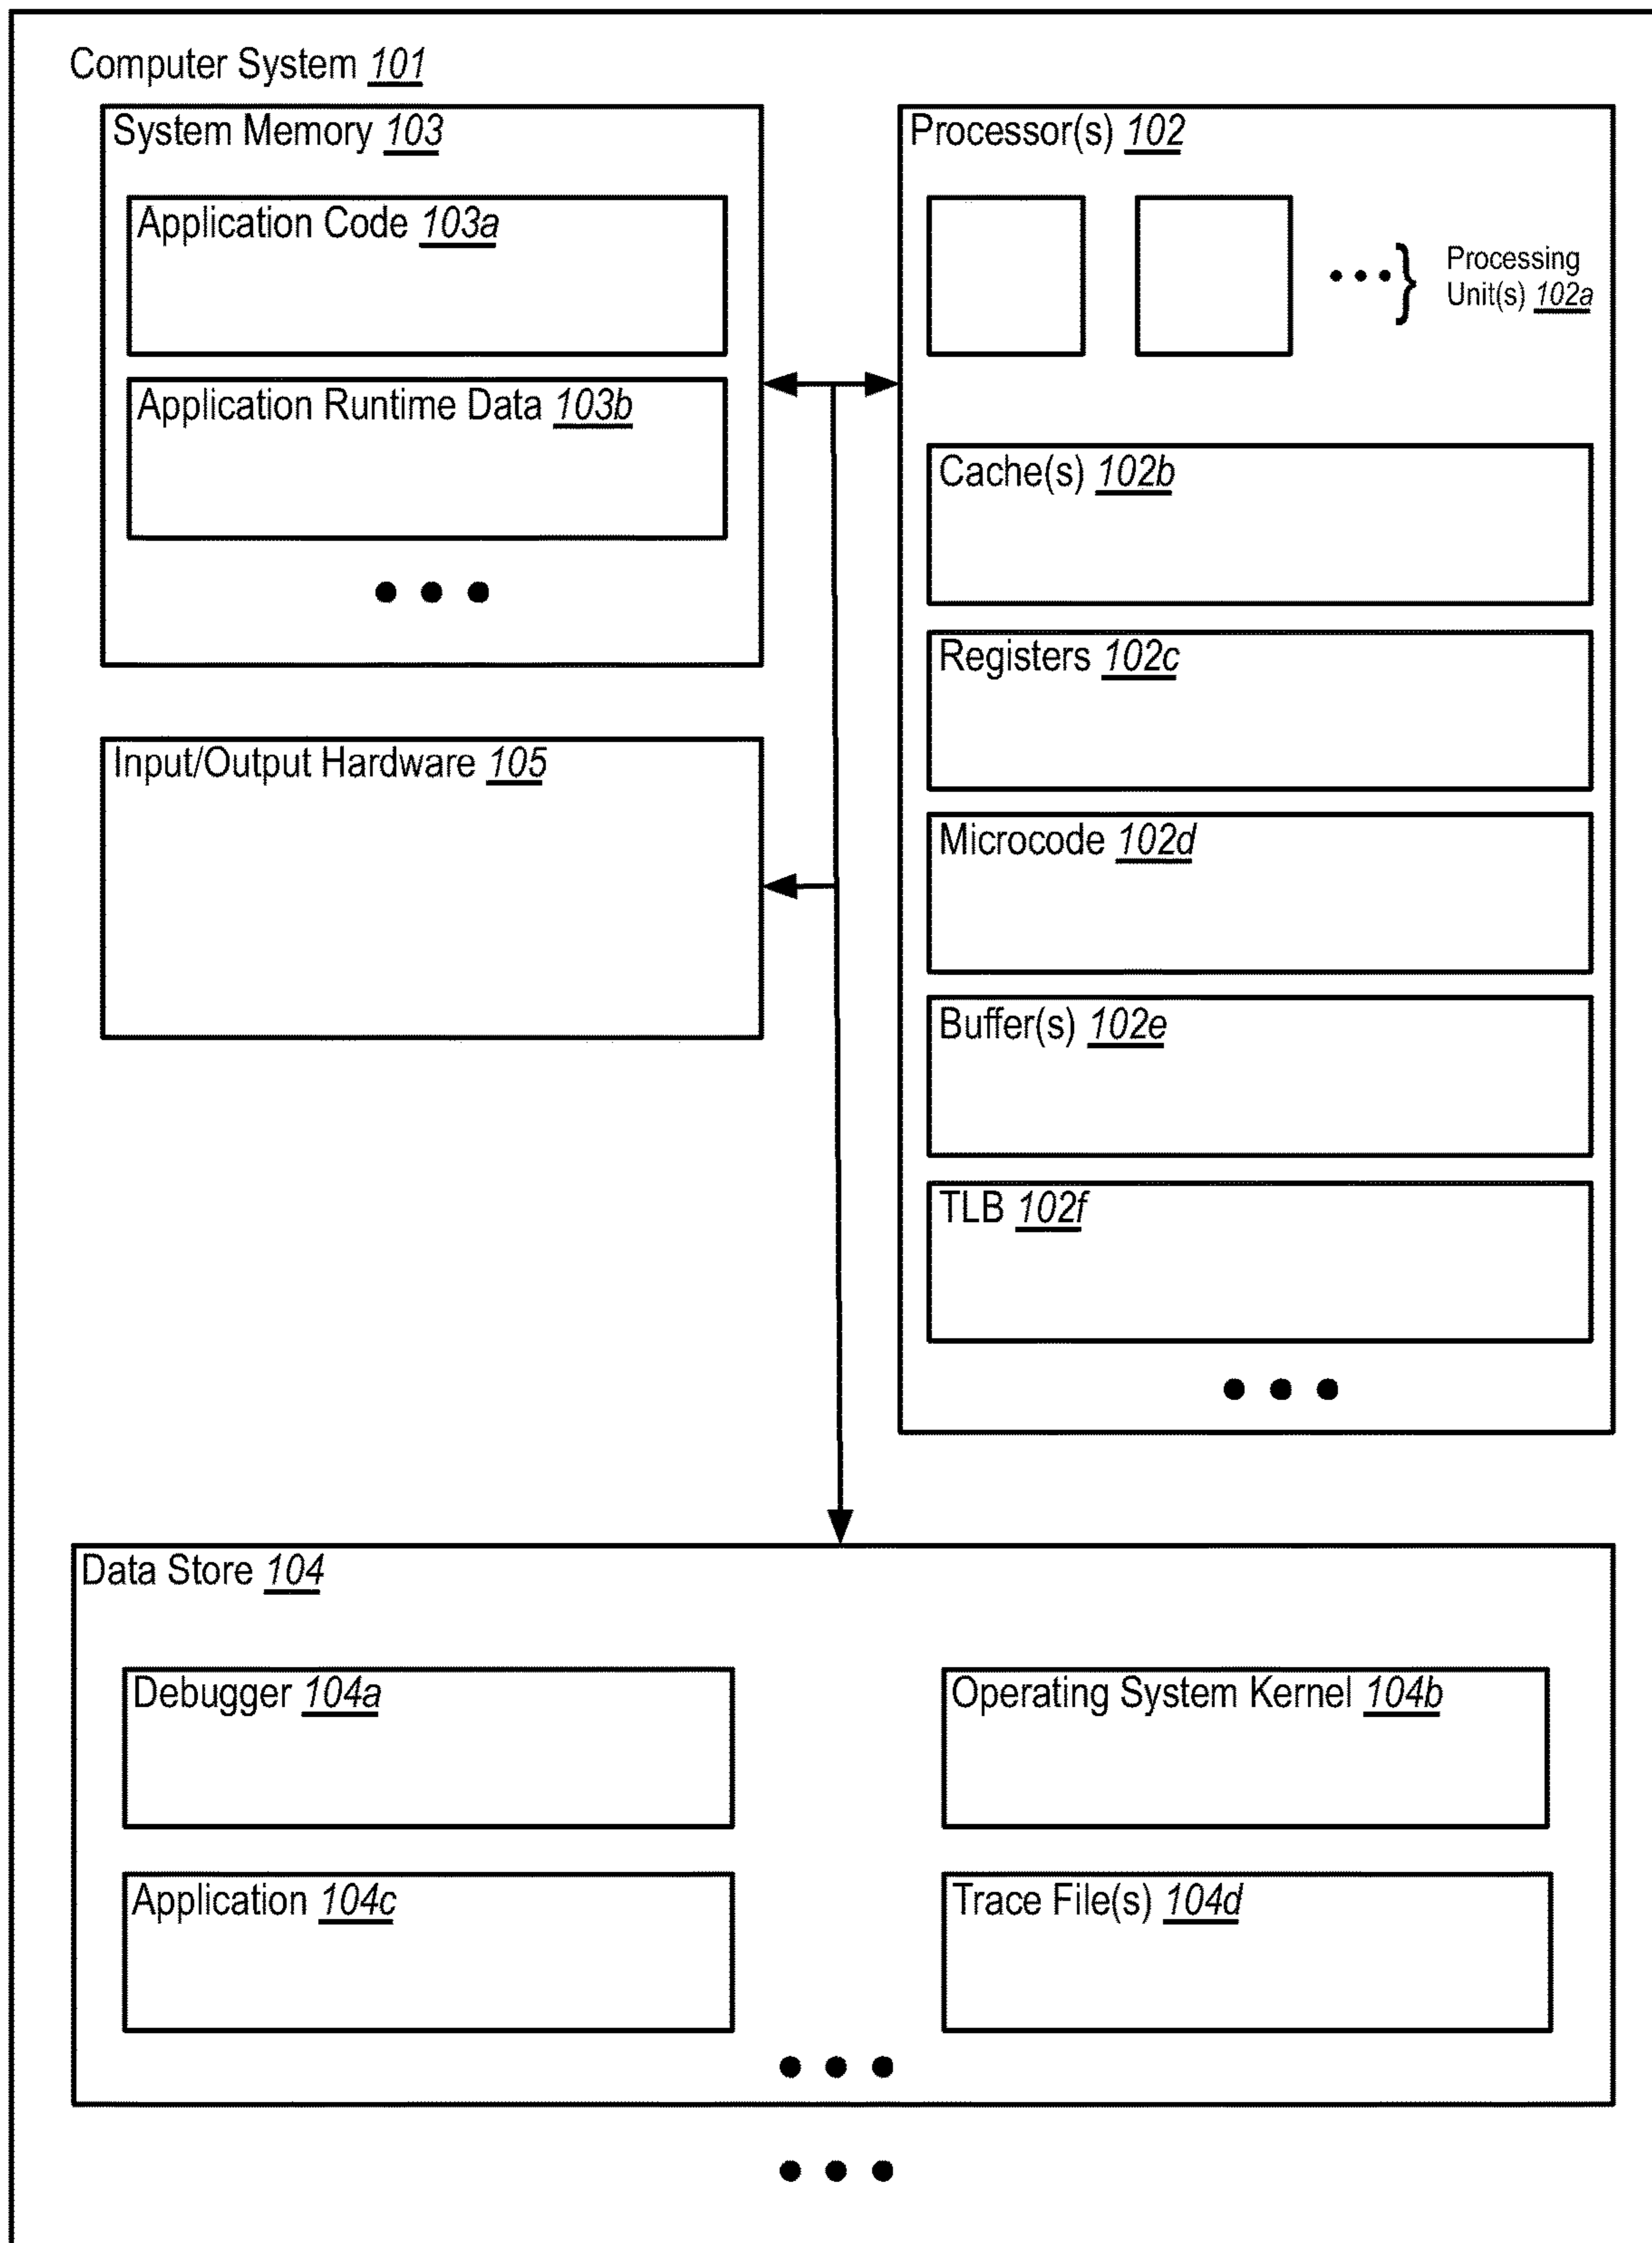 Computer System 101
System Memory 103
Application Code 103a
Application Runtime Data 103b
Input/Output Hardware 105
Processor(s) 102
Processing
Unit(s) 102a
Cache(s) 102b
Registers 102c
Microcode 102d
Buffer(s) 102e
TLB 102f
Data Store 104
Debugger 104a
Operating System Kernel 104b
Application 104c
Trace File(s) 104d